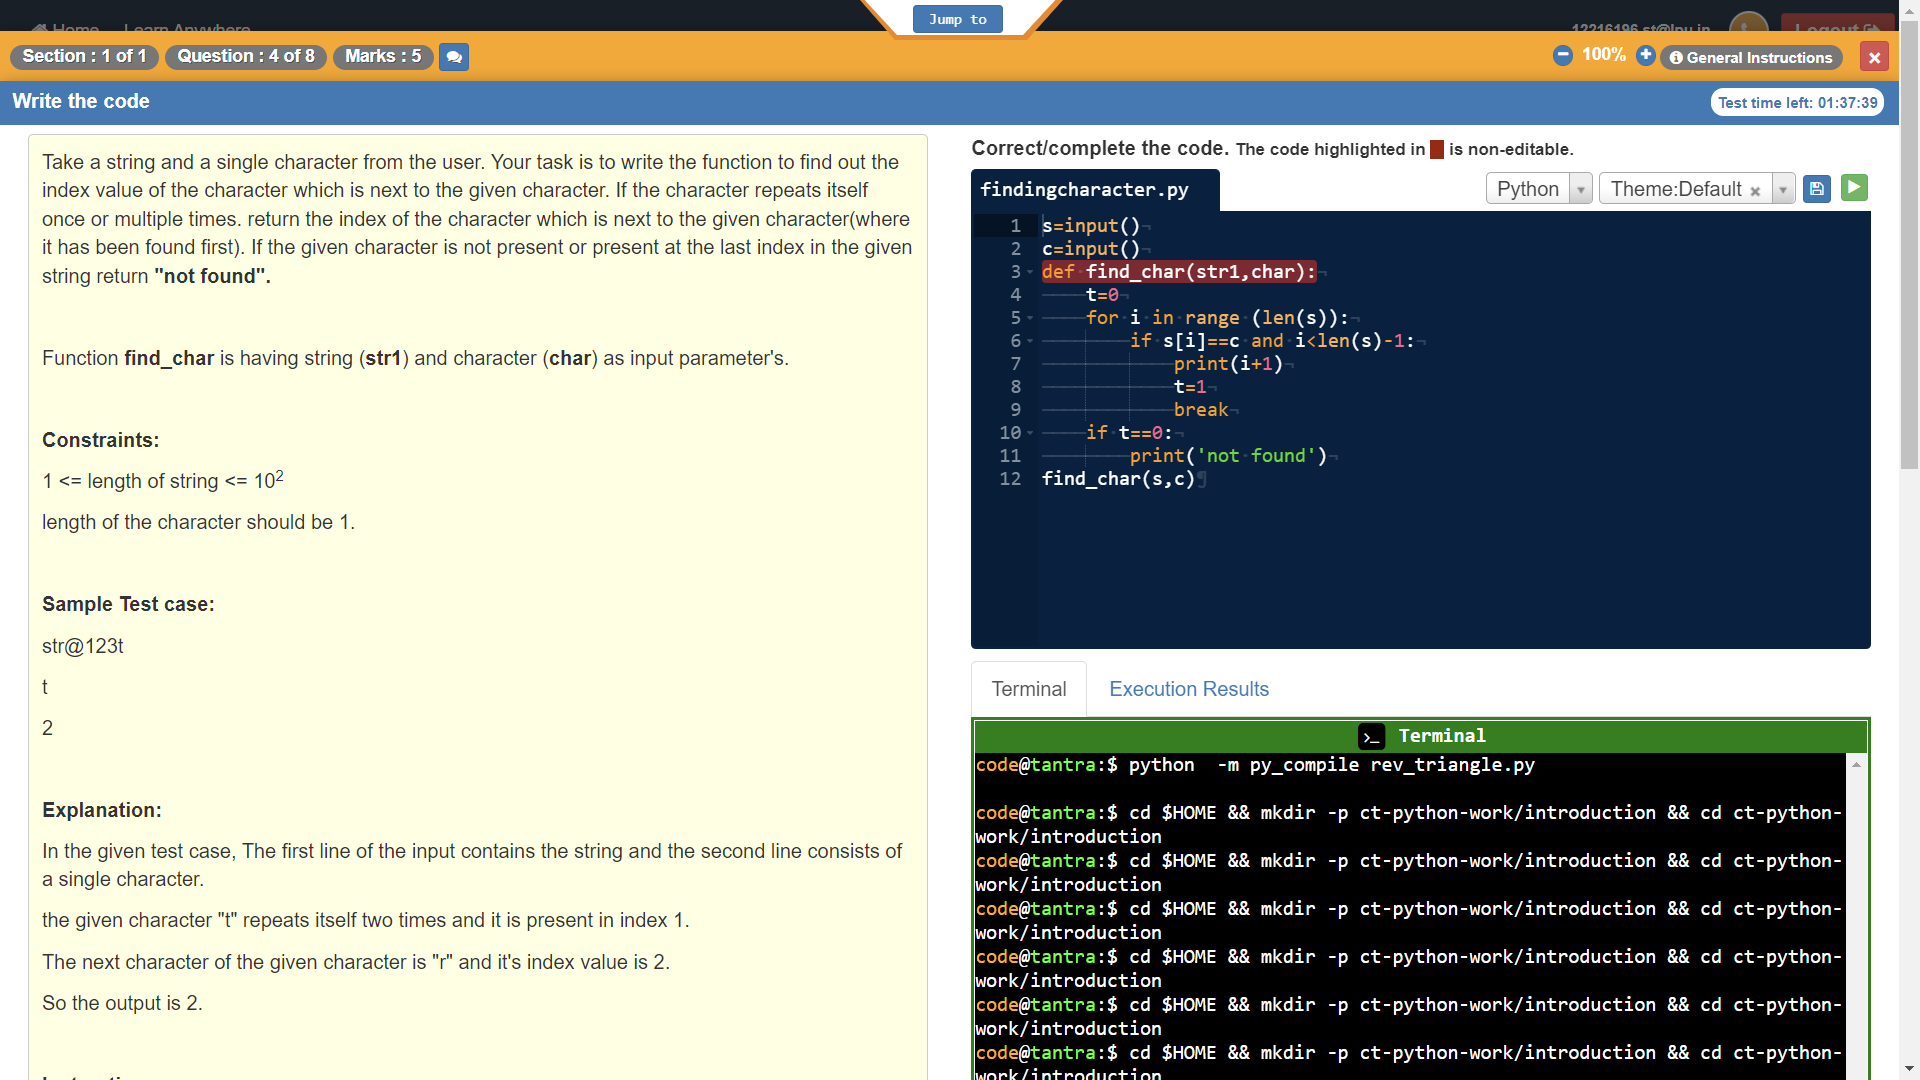 Home Learn Anywhere
Jump to
12216196.st@lpu.in
Logout
Section : 1 of 1
Question : 4 of 8
Marks : 5
100%
General Instructions
Write the code
Test time left: 01:37:39
Take a string and a single character from the user. Your task is to write the function to find out the
index value of the character which is next to the given character. If the character repeats itself
once or multiple times. return the index of the character which is next to the given character(where
it has been found first). If the given character is not present or present at the last index in the given
string return "not found".
Function find_char is having string (str1) and character (char) as input parameter's.
Constraints:
1 <= length of string <= 10²
length of the character should be 1.
Sample Test case:
str@123t
t
2
Explanation:
In the given test case, The first line of the input contains the string and the second line consists of
a single character.
the given character "t" repeats itself two times and it is present in index 1.
The next character of the given character is "r" and it's index value is 2.
So the output is 2.
Correct/complete the code. The code highlighted in is non-editable.
findingcharacter.py
Python
Theme:Default ×
1 s=input()
2 c=input()
3 def find_char(str1,char):
4 t=0
5 for i in range (len(s)):
6 if s[i]==c and i<len(s)-1:
7 print(i+1)
8 t=1
9 break
10 if t==0:
11 print('not found')
12 find_char(s,c)
Terminal
Execution Results
>_ Terminal
code@tantra:$ python  -m py_compile rev_triangle.py
code@tantra:$ cd $HOME && mkdir -p ct-python-work/introduction && cd ct-python-
work/introduction
code@tantra:$ cd $HOME && mkdir -p ct-python-work/introduction && cd ct-python-
work/introduction
code@tantra:$ cd $HOME && mkdir -p ct-python-work/introduction && cd ct-python-
work/introduction
code@tantra:$ cd $HOME && mkdir -p ct-python-work/introduction && cd ct-python-
work/introduction
code@tantra:$ cd $HOME && mkdir -p ct-python-work/introduction && cd ct-python-
work/introduction
code@tantra:$ cd $HOME && mkdir -p ct-python-work/introduction && cd ct-python-
work/introduction